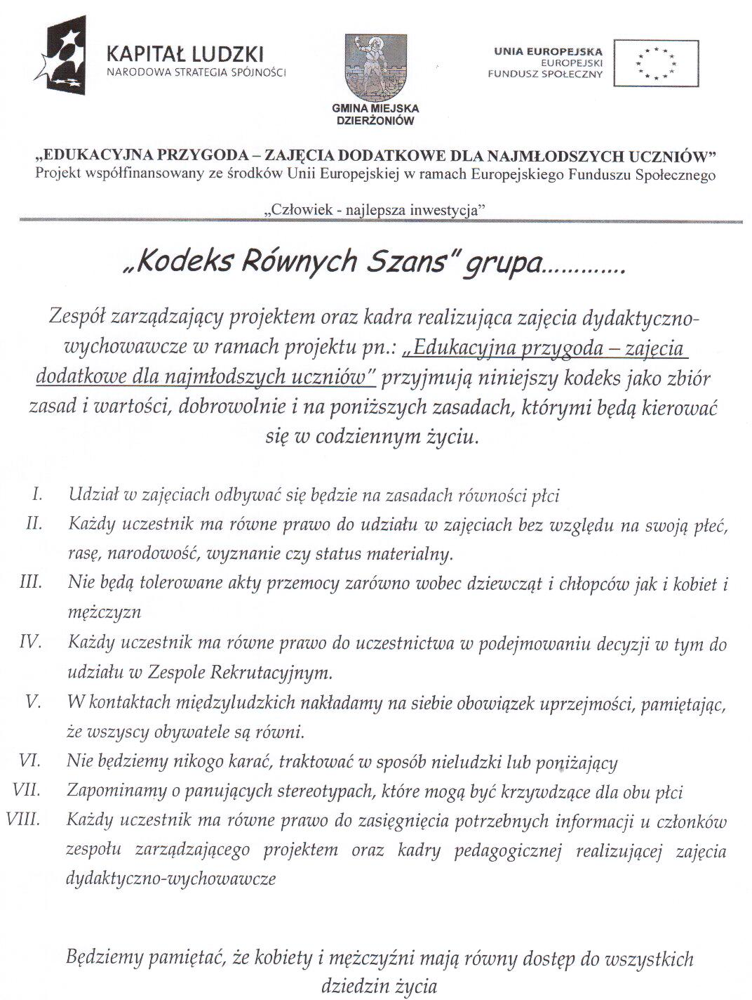 KAPITAŁ LUDZKI
NARODOWA STRATEGIA SPÓJNOŚCI
GMINA MIEJSKA
DZIERŻONIÓW
UNIA EUROPEJSKA
EUROPEJSKI
FUNDUSZ SPOŁECZNY
„EDUKACYJNA PRZYGODA – ZAJĘCIA DODATKOWE DLA NAJMŁODSZYCH UCZNIÓW”
Projekt współfinansowany ze środków Unii Europejskiej w ramach Europejskiego Funduszu Społecznego
„Człowiek - najlepsza inwestycja”
„Kodeks Równych Szans” grupa.............
Zespół zarządzający projektem oraz kadra realizująca zajęcia dydaktyczno-
wychowawcze w ramach projektu pn.: „Edukacyjna przygoda – zajęcia
dodatkowe dla najmłodszych uczniów” przyjmują niniejszy kodeks jako zbiór
zasad i wartości, dobrowolnie i na poniższych zasadach, którymi będą kierować
się w codziennym życiu.
I. Udział w zajęciach odbywać się będzie na zasadach równości płci
II. Każdy uczestnik ma równe prawo do udziału w zajęciach bez względu na swoją płeć,
rasę, narodowość, wyznanie czy status materialny.
III. Nie będą tolerowane akty przemocy zarówno wobec dziewcząt i chłopców jak i kobiet i
mężczyzn
IV. Każdy uczestnik ma równe prawo do uczestnictwa w podejmowaniu decyzji w tym do
udziału w Zespole Rekrutacyjnym.
V. W kontaktach międzyludzkich nakładamy na siebie obowiązek uprzejmości, pamiętając,
że wszyscy obywatele są równi.
VI. Nie będziemy nikogo karać, traktować w sposób nieludzki lub poniżający
VII. Zapominamy o panujących stereotypach, które mogą być krzywdzące dla obu płci
VIII. Każdy uczestnik ma równe prawo do zasięgnięcia potrzebnych informacji u członków
zespołu zarządzającego projektem oraz kadry pedagogicznej realizującej zajęcia
dydaktyczno-wychowawcze
Będziemy pamiętać, że kobiety i mężczyźni mają równy dostęp do wszystkich
dziedzin życia